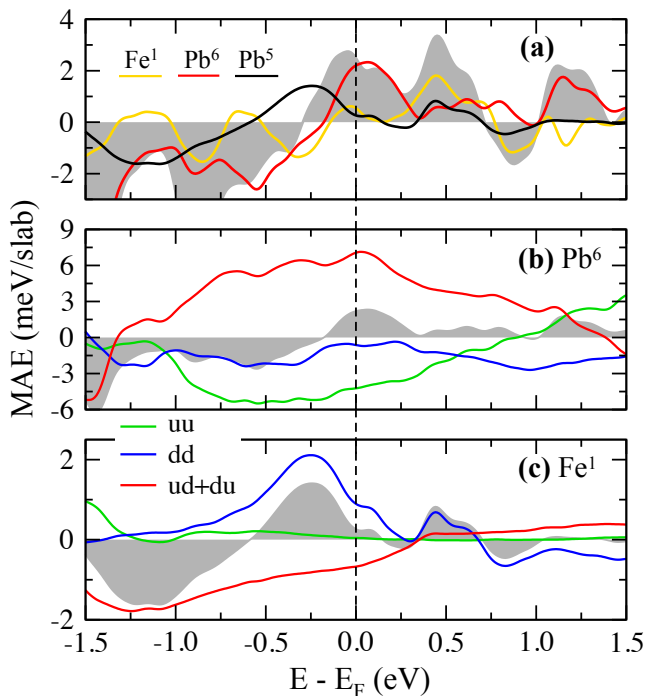 4
2
0
-2
(a)
Fe¹ Pb⁶ Pb⁵
9
6
3
0
-3
-6
(b) Pb⁶
MAE (meV/slab)
2
0
-2
uu
dd
ud+du
(c) Fe¹
-1.5 -1.0 -0.5 0.0 0.5 1.0 1.5
E - E_F (eV)